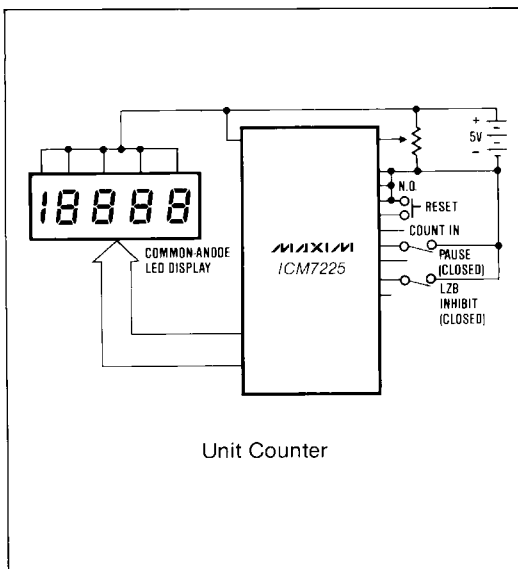 +
5V
-
N.O.
RESET
COUNT IN
PAUSE
(CLOSED)
LZB
INHIBIT
(CLOSED)
18888
COMMON-ANODE
LED DISPLAY
MAXIM
ICM7225
Unit Counter